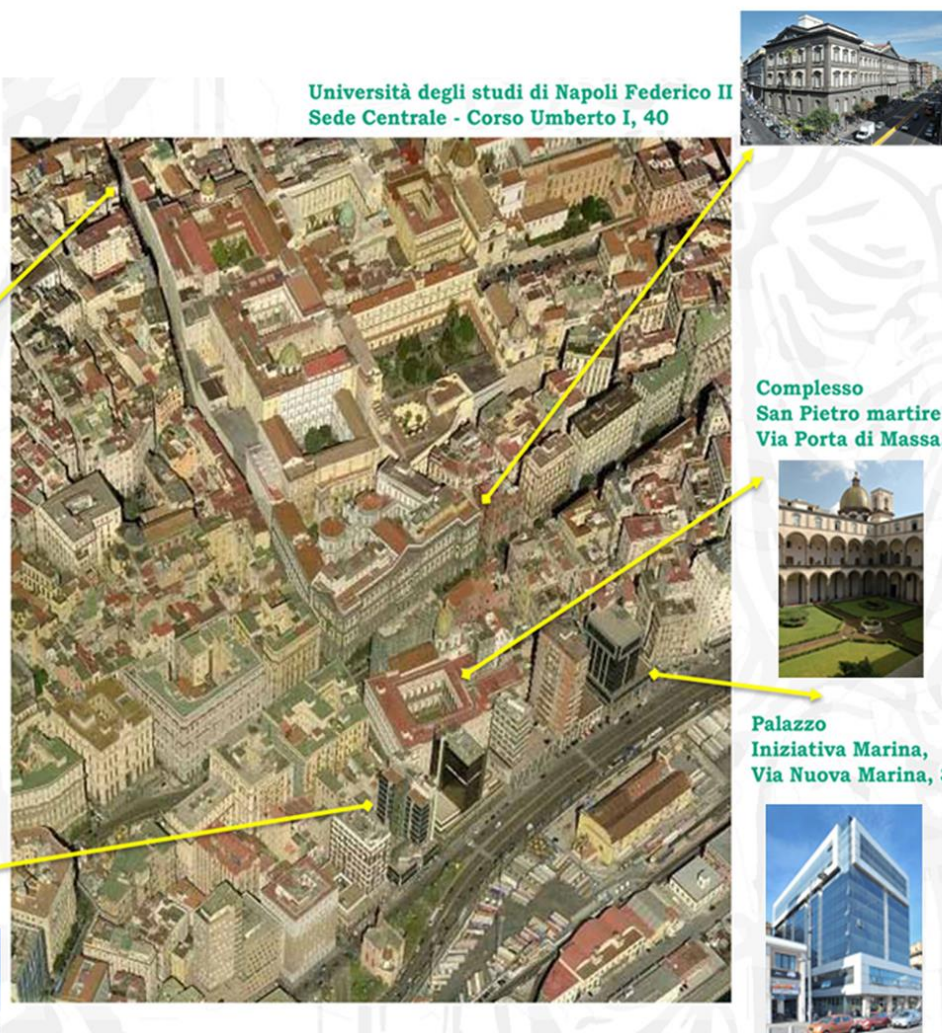 Università degli studi di Napoli Federico II
Sede Centrale - Corso Umberto I, 40
Complesso
San Pietro martire
Via Porta di Massa
Palazzo
Iniziativa Marina,
Via Nuova Marina,